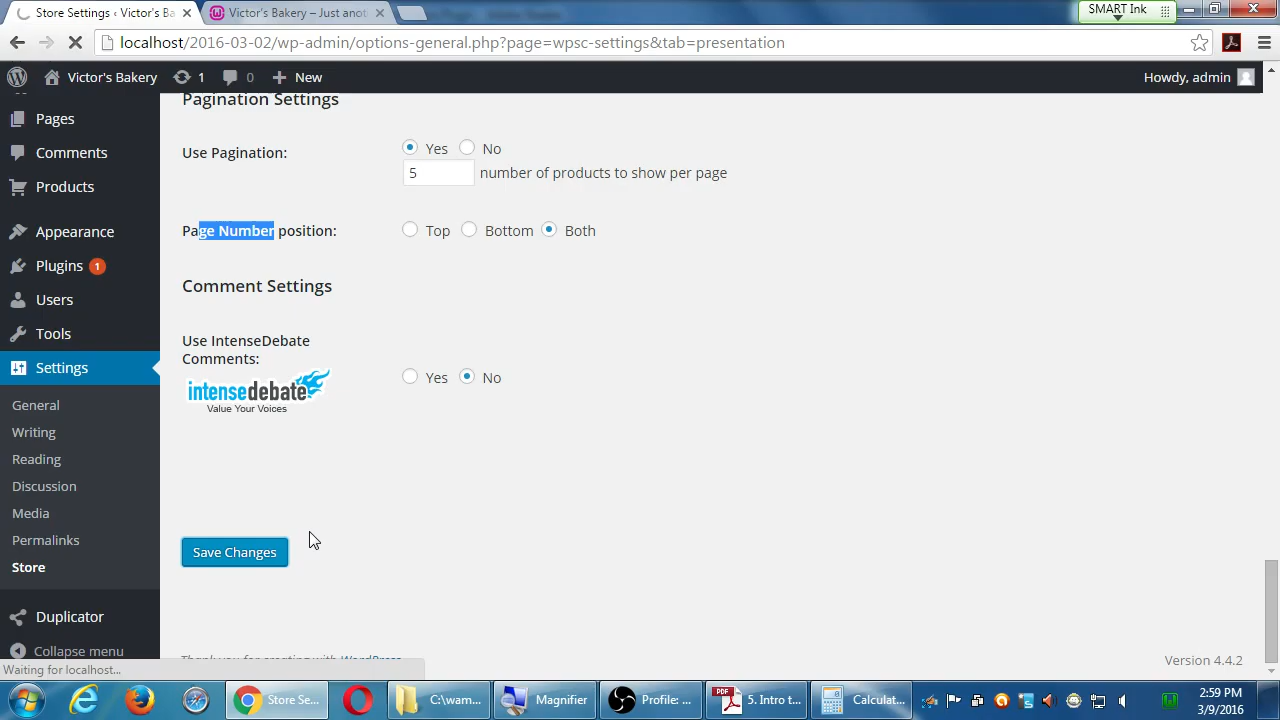 Store Settings ‹ Victor's Ba
Victor's Bakery – Just anot
SMART Ink
localhost/2016-03-02/wp-admin/options-general.php?page=wpsc-settings&tab=presentation
Victor's Bakery
1
0
New
Howdy, admin
Pages
Comments
Products
Appearance
Plugins 1
Users
Tools
Settings
General
Writing
Reading
Discussion
Media
Permalinks
Store
Duplicator
Collapse menu
Pagination Settings
Use Pagination:
Yes No
5 number of products to show per page
Page Number position:
Top Bottom Both
Comment Settings
Use IntenseDebate
Comments:
intensedebate
Value Your Voices
Yes No
Save Changes
Thank you for creating with WordPress
Version 4.4.2
Waiting for localhost...
Store Se...
C:\wam...
Magnifier
Profile: ...
PDF
5. Intro t...
Calculat...
2:59 PM
3/9/2016